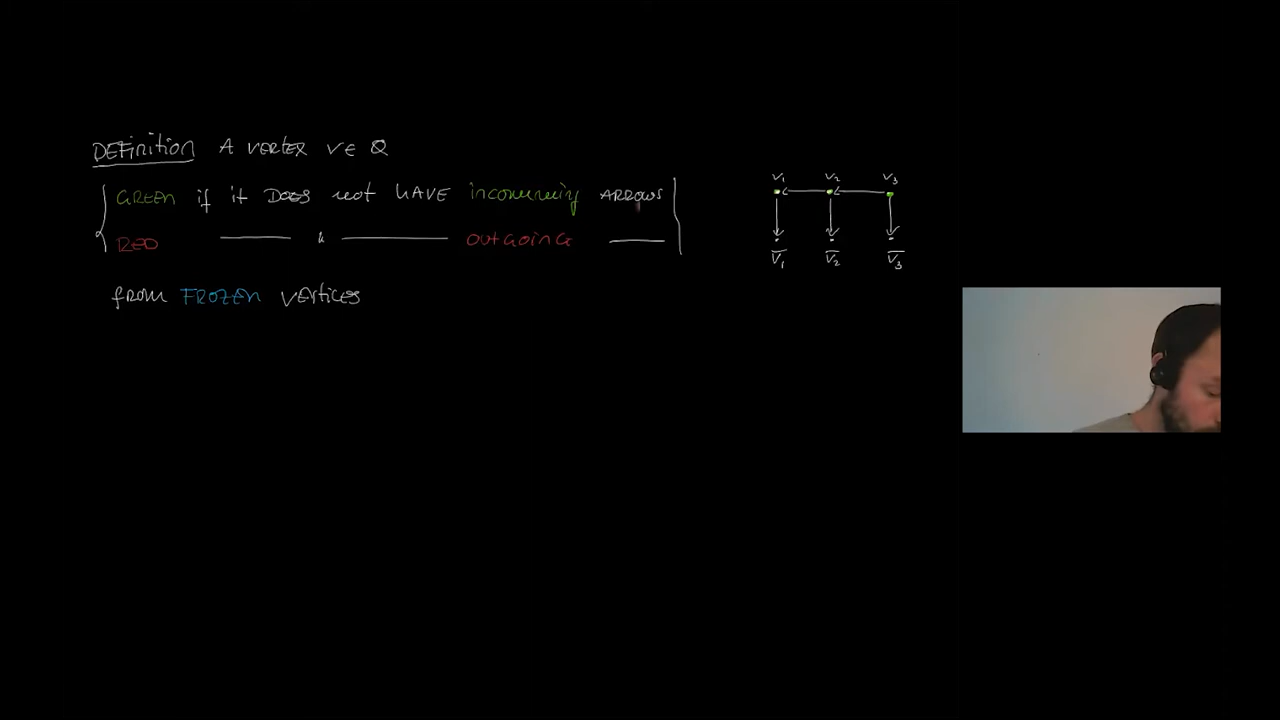 DEFinition A VERTEX v ∈ Q
GREEN if it DOES not HAVE incomming ARROWS
RED —— " —— OUTGOING ——
from FROZEN VERTICES
v₁ v₂ v₃
v̅₁ v̅₂ v̅₃